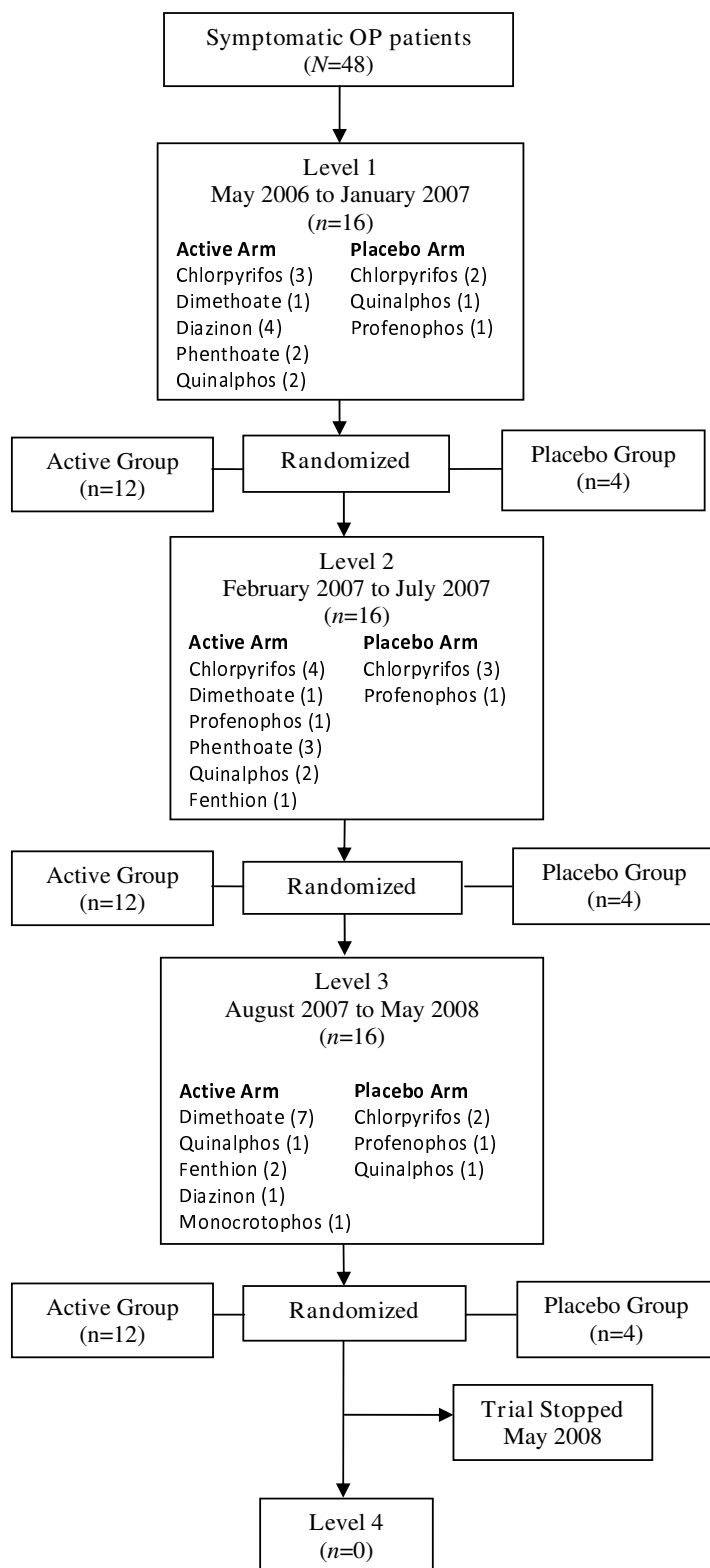 Symptomatic OP patients
(N=48)
Level 1
May 2006 to January 2007
(n=16)
Active Arm Placebo Arm
Chlorpyrifos (3) Chlorpyrifos (2)
Dimethoate (1) Quinalphos (1)
Diazinon (4) Profenophos (1)
Phenthoate (2)
Quinalphos (2)
Active Group
(n=12)
Randomized
Placebo Group
(n=4)
Level 2
February 2007 to July 2007
(n=16)
Active Arm Placebo Arm
Chlorpyrifos (4) Chlorpyrifos (3)
Dimethoate (1) Profenophos (1)
Profenophos (1)
Phenthoate (3)
Quinalphos (2)
Fenthion (1)
Active Group
(n=12)
Randomized
Placebo Group
(n=4)
Level 3
August 2007 to May 2008
(n=16)
Active Arm Placebo Arm
Dimethoate (7) Chlorpyrifos (2)
Quinalphos (1) Profenophos (1)
Fenthion (2) Quinalphos (1)
Diazinon (1)
Monocrotophos (1)
Active Group
(n=12)
Randomized
Placebo Group
(n=4)
Trial Stopped
May 2008
Level 4
(n=0)